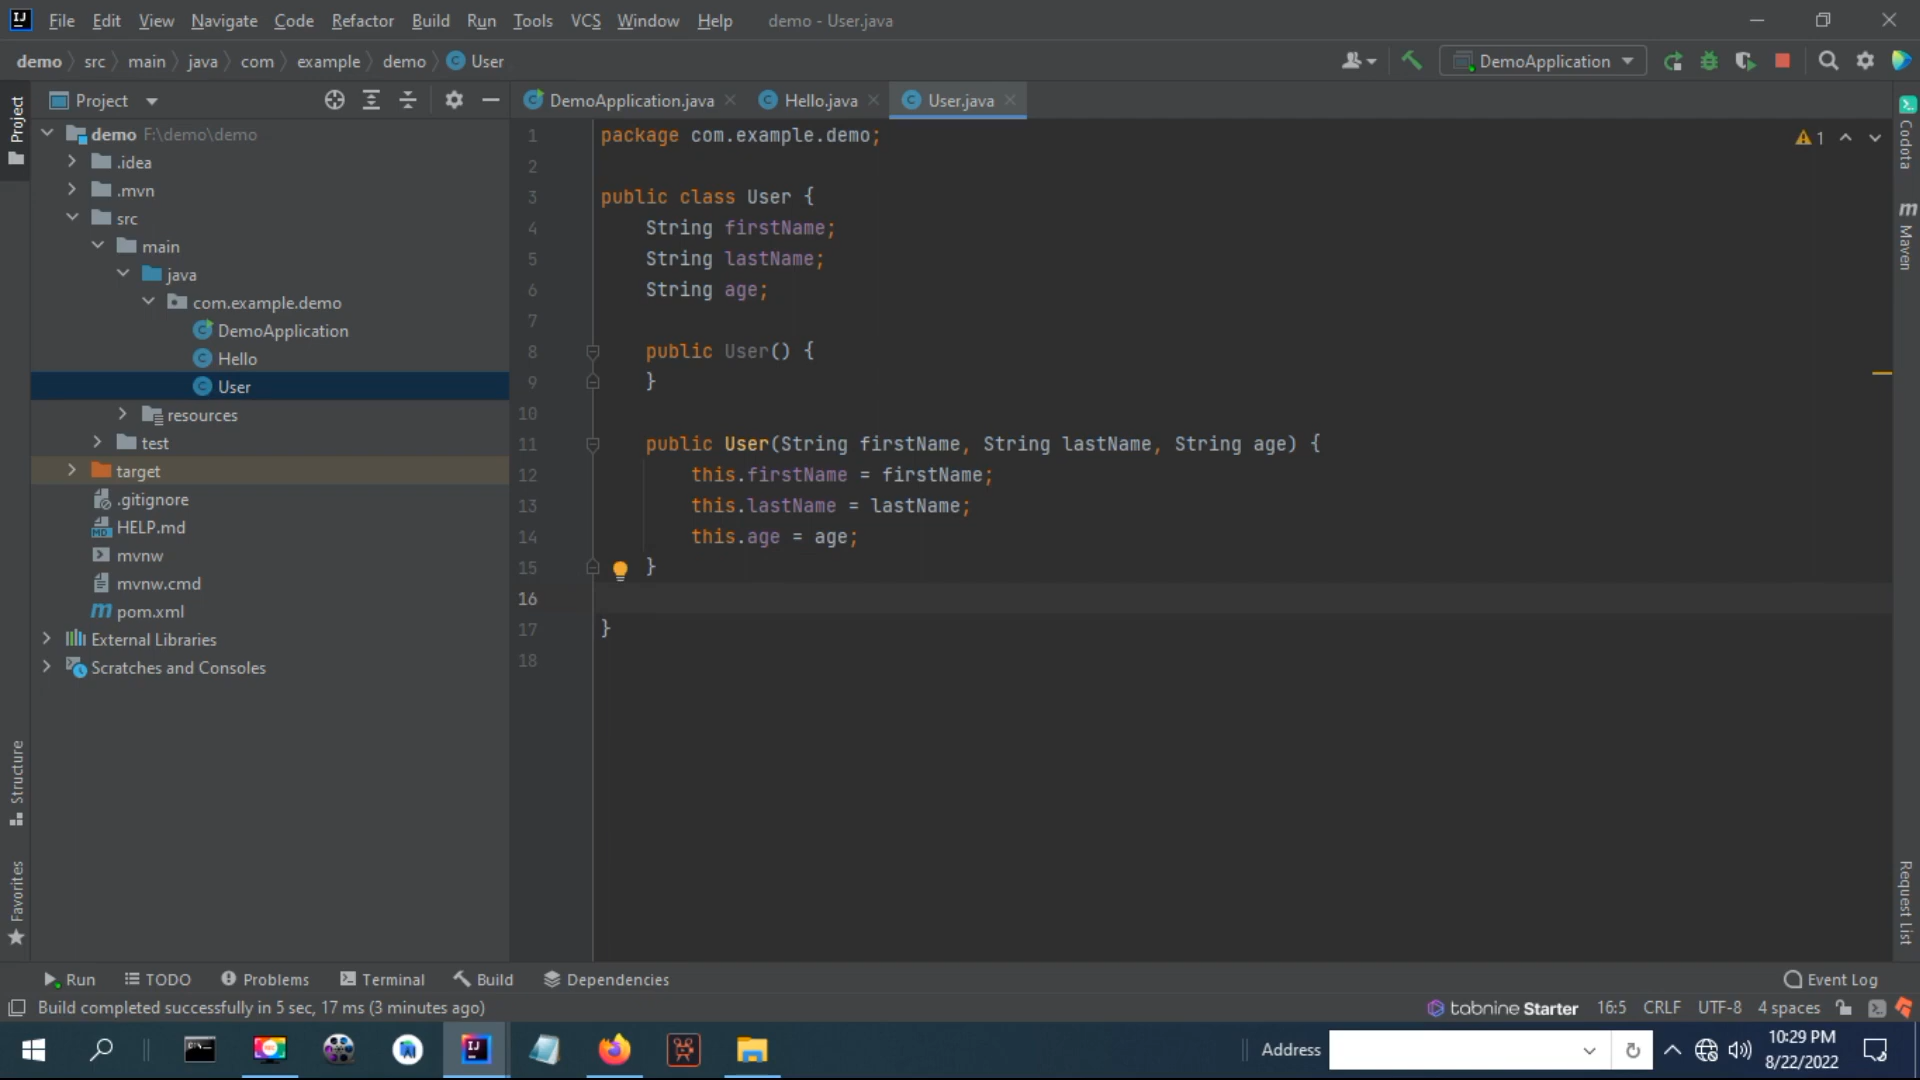 File Edit View Navigate Code Refactor Build Run Tools VCS Window Help demo - User.java
demo src main java com example demo User DemoApplication
Project
DemoApplication.java Hello.java User.java
demo F:\demo\demo
.idea
.mvn
src
main
java
com.example.demo
DemoApplication
Hello
User
resources
test
target
.gitignore
HELP.md
mvnw
mvnw.cmd
pom.xml
External Libraries
Scratches and Consoles
1 package com.example.demo;
2
3 public class User {
4 String firstName;
5 String lastName;
6 String age;
7
8 public User() {
9 }
10
11 public User(String firstName, String lastName, String age) {
12 this.firstName = firstName;
13 this.lastName = lastName;
14 this.age = age;
15 }
16
17 }
18
1
Project
Structure
Favorites
Codota
Maven
Request List
Run TODO Problems Terminal Build Dependencies Event Log
Build completed successfully in 5 sec, 17 ms (3 minutes ago) tabnine Starter 16:5 CRLF UTF-8 4 spaces
Address
10:29 PM
8/22/2022